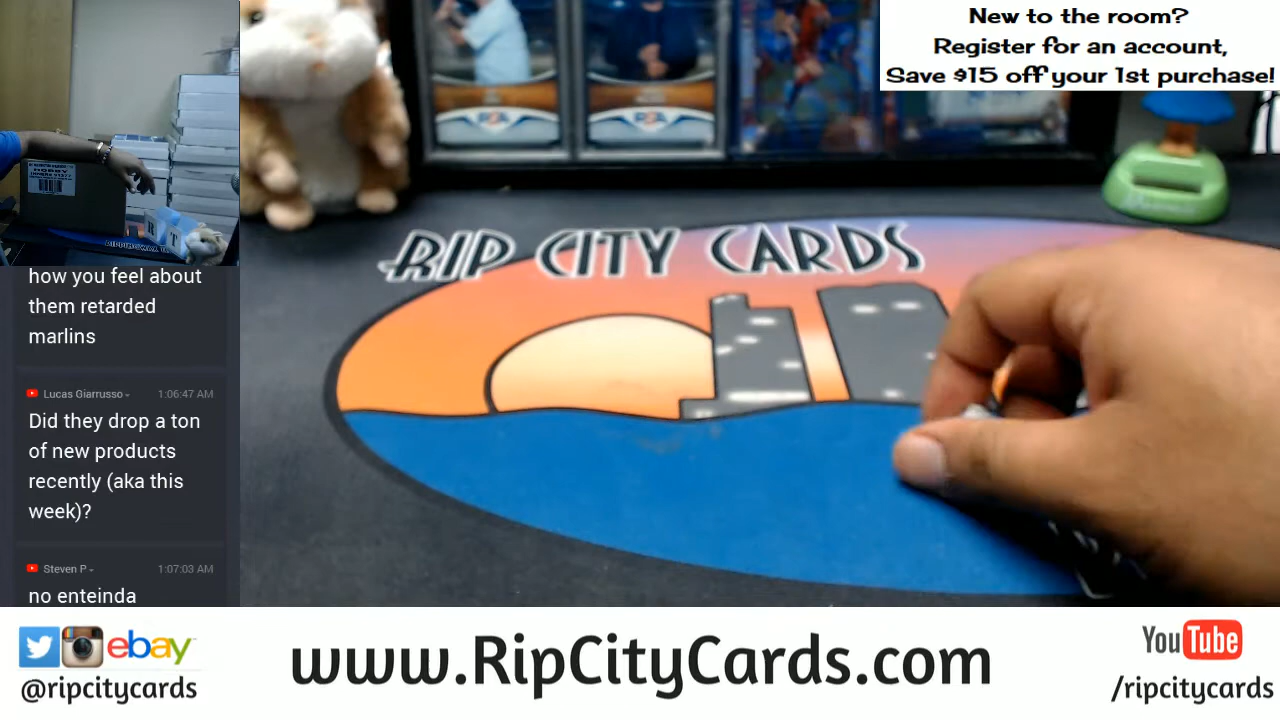 New to the room?
Register for an account,
Save $15 off your 1st purchase!
HOBBY
RIP CITY CARDS
how you feel about
them retarded
marlins
Lucas Giarrusso
1:06:47 AM
Did they drop a ton
of new products
recently (aka this
week)?
Steven P
1:07:03 AM
no enteinda
ebay
@ripcitycards
www.RipCityCards.com
YouTube
/ripcitycards